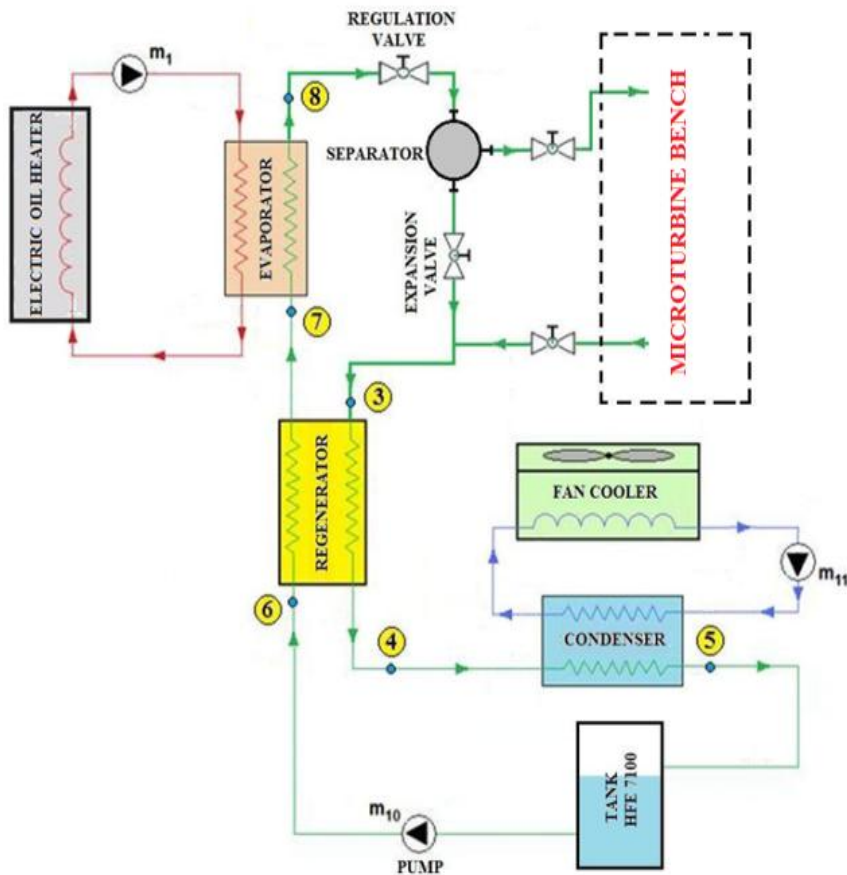 REGULATION
VALVE
m1
8
SEPARATOR
ELECTRIC OIL HEATER
EVAPORATOR
EXPANSION
VALVE
MICROTURBINE BENCH
7
3
REGENERATOR
FAN COOLER
m11
6
4
CONDENSER
5
TANK
HFE 7100
m10
PUMP